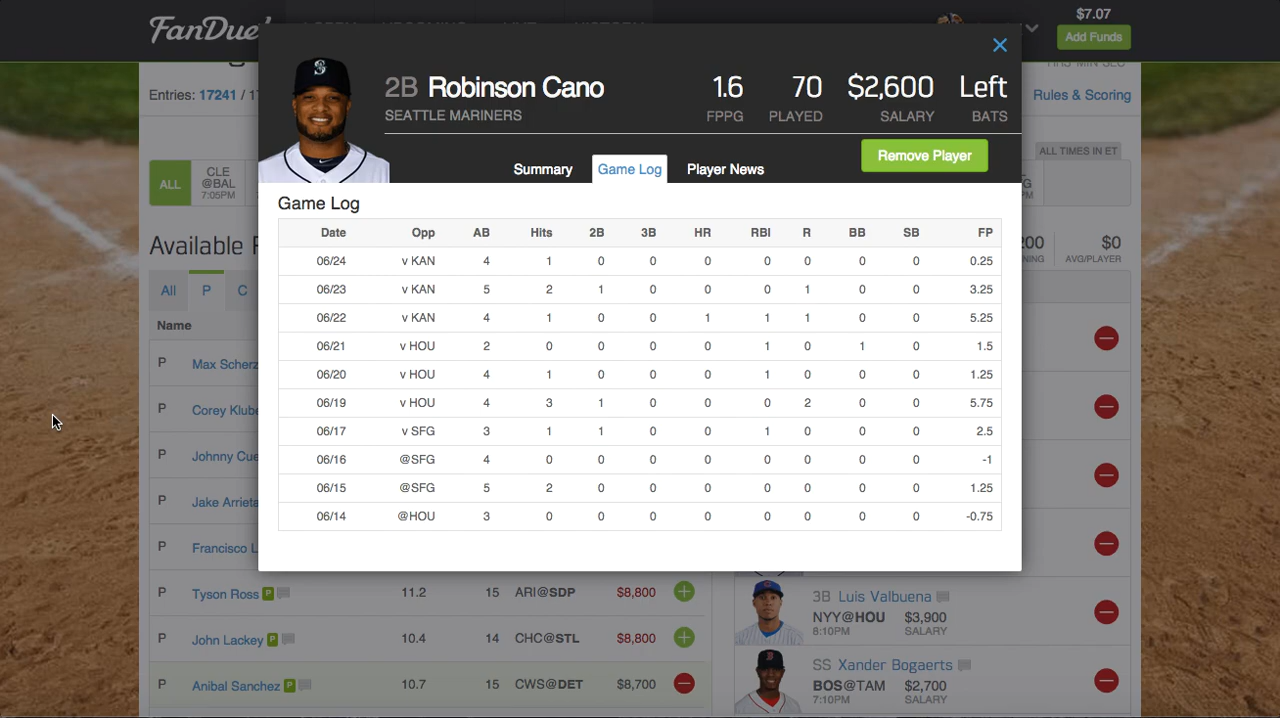 FanDuel
$7.07
Add Funds
Entries: 17241 / 1
Rules & Scoring
2B Robinson Cano
SEATTLE MARINERS
1.6 70 $2,600 Left
FPPG PLAYED SALARY BATS
Remove Player
Summary Game Log Player News
ALL TIMES IN ET
ALL
CLE
@BAL
7:05PM
Game Log
Date Opp AB Hits 2B 3B HR RBI R BB SB FP
06/24 v KAN 4 1 0 0 0 0 0 0 0 0.25
06/23 v KAN 5 2 1 0 0 0 1 0 0 3.25
06/22 v KAN 4 1 0 0 1 1 1 0 0 5.25
06/21 v HOU 2 0 0 0 0 1 0 1 0 1.5
06/20 v HOU 4 1 0 0 0 1 0 0 0 1.25
06/19 v HOU 4 3 1 0 0 0 2 0 0 5.75
06/17 v SFG 3 1 1 0 0 1 0 0 0 2.5
06/16 @SFG 4 0 0 0 0 0 0 0 0 -1
06/15 @SFG 5 2 0 0 0 0 0 0 0 1.25
06/14 @HOU 3 0 0 0 0 0 0 0 0 -0.75
Available
$0
AVG/PLAYER
All P C
Name
P Max Scherz
P Corey Klube
P Johnny Cue
P Jake Arrieta
P Francisco L
P Tyson Ross P 11.2 15 ARI@SDP $8,800
P John Lackey P 10.4 14 CHC@STL $8,800
P Anibal Sanchez P 10.7 15 CWS@DET $8,700
3B Luis Valbuena
NYY@HOU $3,900
8:10PM SALARY
SS Xander Bogaerts
BOS@TAM $2,700
7:10PM SALARY